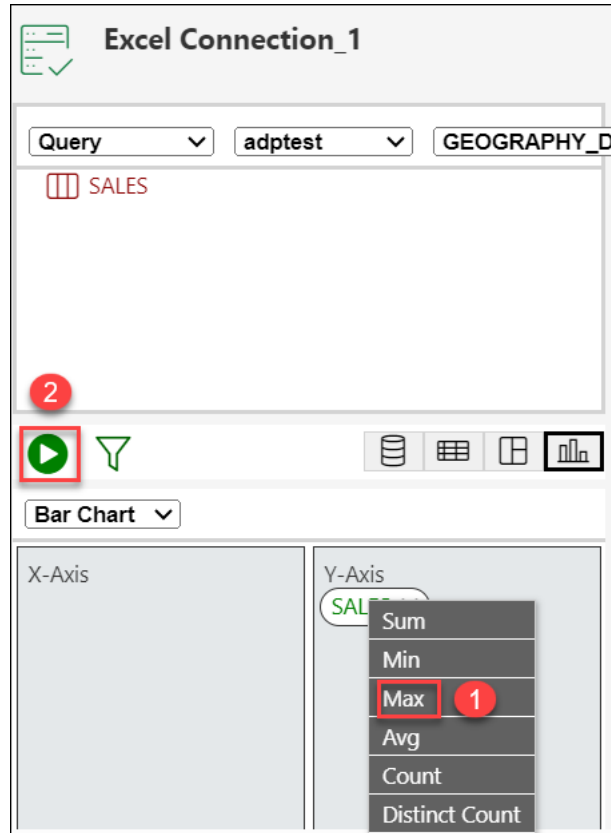 Excel Connection_1
Query adptest GEOGRAPHY_D
SALES
2
Bar Chart
X-Axis
Y-Axis
SAL
Sum
Min
Max 1
Avg
Count
Distinct Count